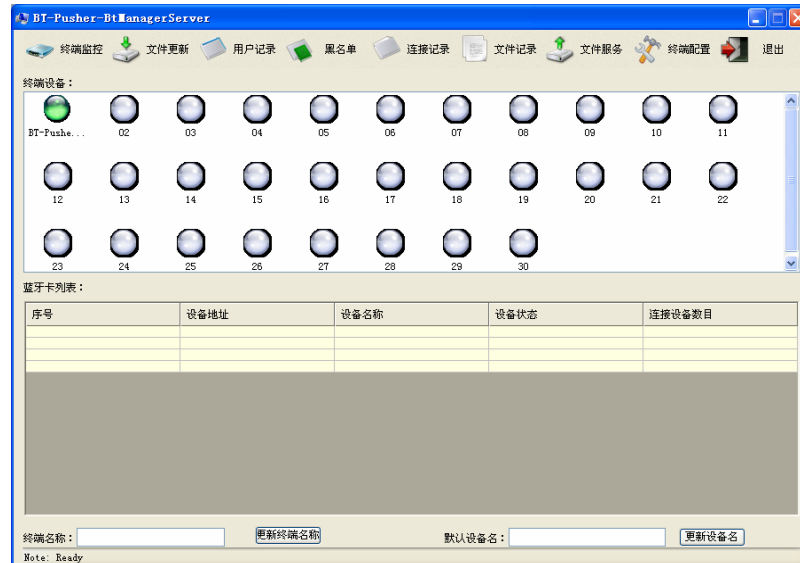 BT-Pusher-BtManagerServer
终端监控 文件更新 用户记录 黑名单 连接记录 文件记录 文件服务 终端配置 退出
终端设备：
BT-Pushe... 02 03 04 05 06 07 08 09 10 11
12 13 14 15 16 17 18 19 20 21 22
23 24 25 26 27 28 29 30
蓝牙卡列表：
序号 设备地址 设备名称 设备状态 连接设备数目
终端名称： 更新终端名称 默认设备名： 更新设备名
Note: Ready